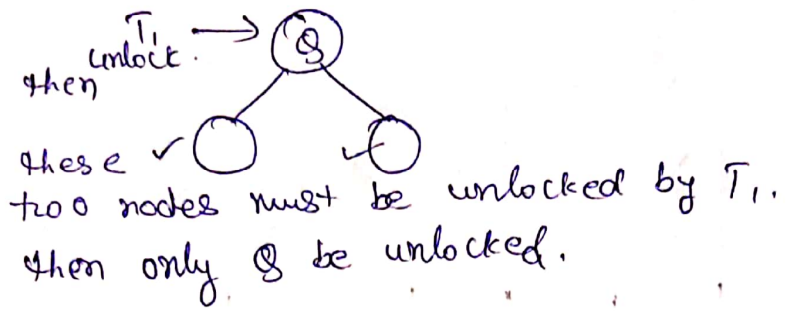 T₁ → Q
unlock.
then
these ✓ ✓
two nodes must be unlocked by T₁.
then only Q be unlocked.